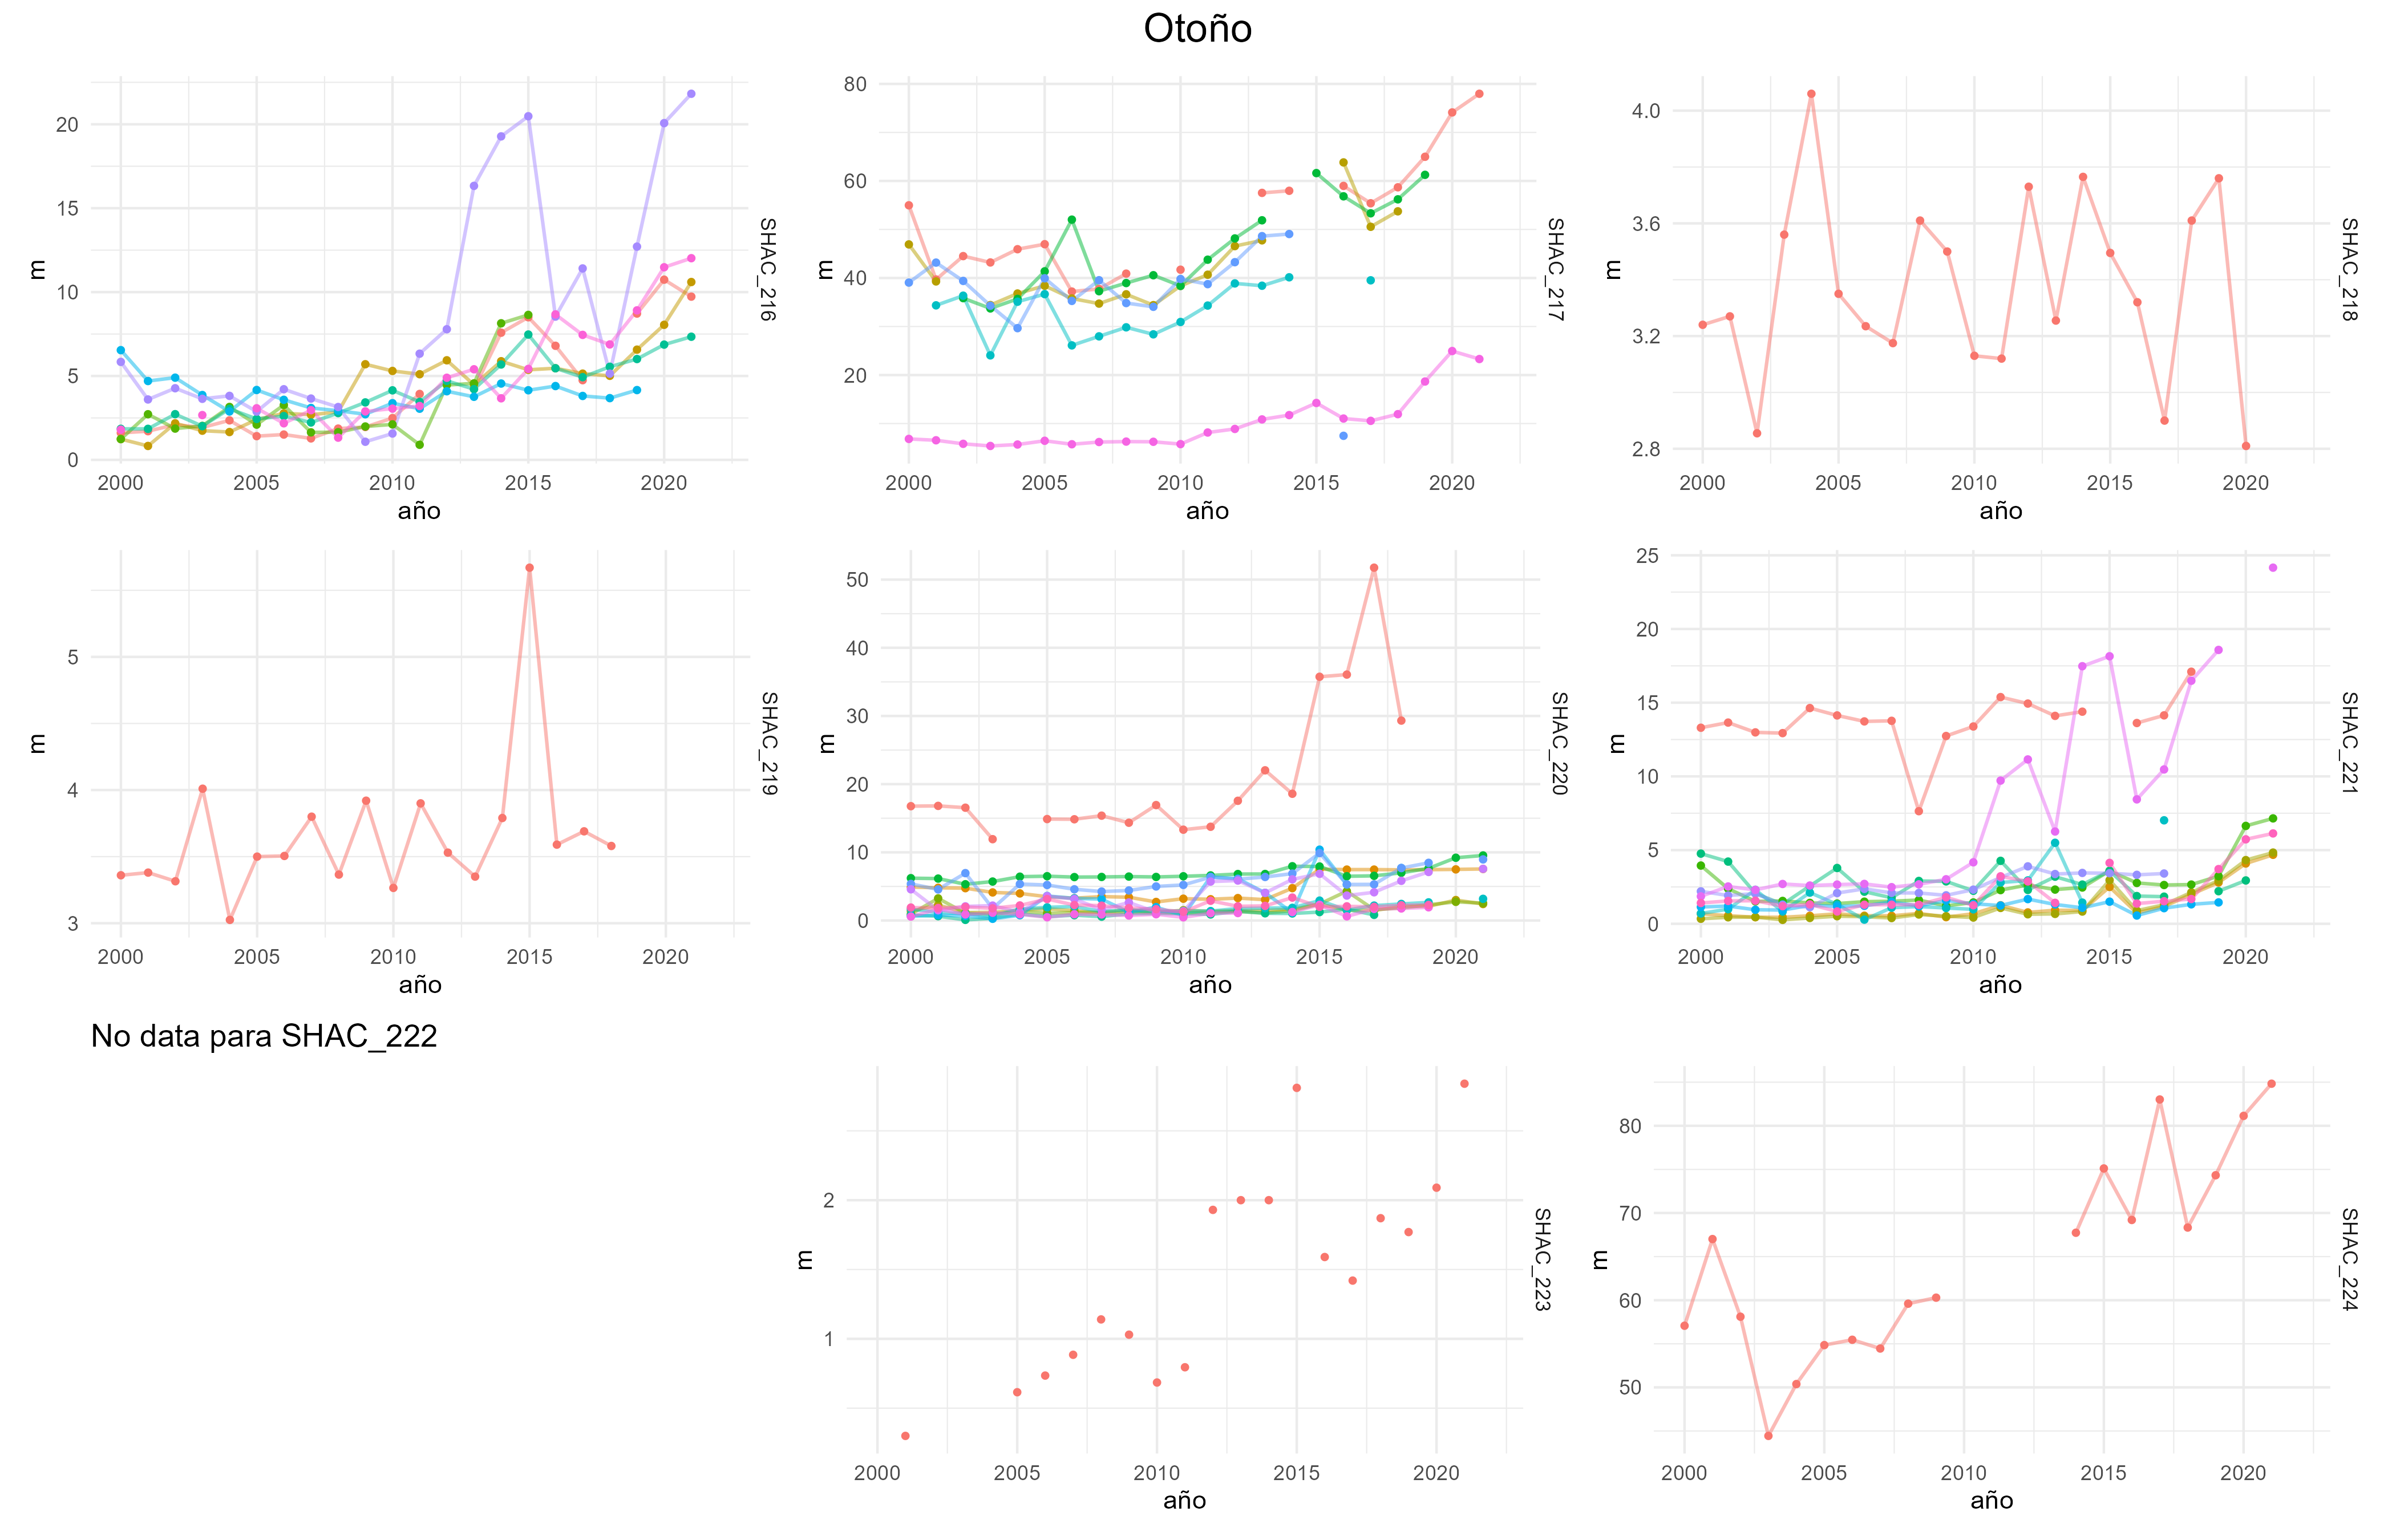 Otoño
20
15
10
5
0
m
2000 2005 2010 2015 2020
año
SHAC_216
80
60
40
20
m
2000 2005 2010 2015 2020
año
SHAC_217
4.0
3.6
3.2
2.8
m
2000 2005 2010 2015 2020
año
SHAC_218
5
4
3
m
2000 2005 2010 2015 2020
año
SHAC_219
50
40
30
20
10
0
m
2000 2005 2010 2015 2020
año
SHAC_220
25
20
15
10
5
0
m
2000 2005 2010 2015 2020
año
SHAC_221
No data para SHAC_222
2
1
m
2000 2005 2010 2015 2020
año
SHAC_223
80
70
60
50
m
2000 2005 2010 2015 2020
año
SHAC_224